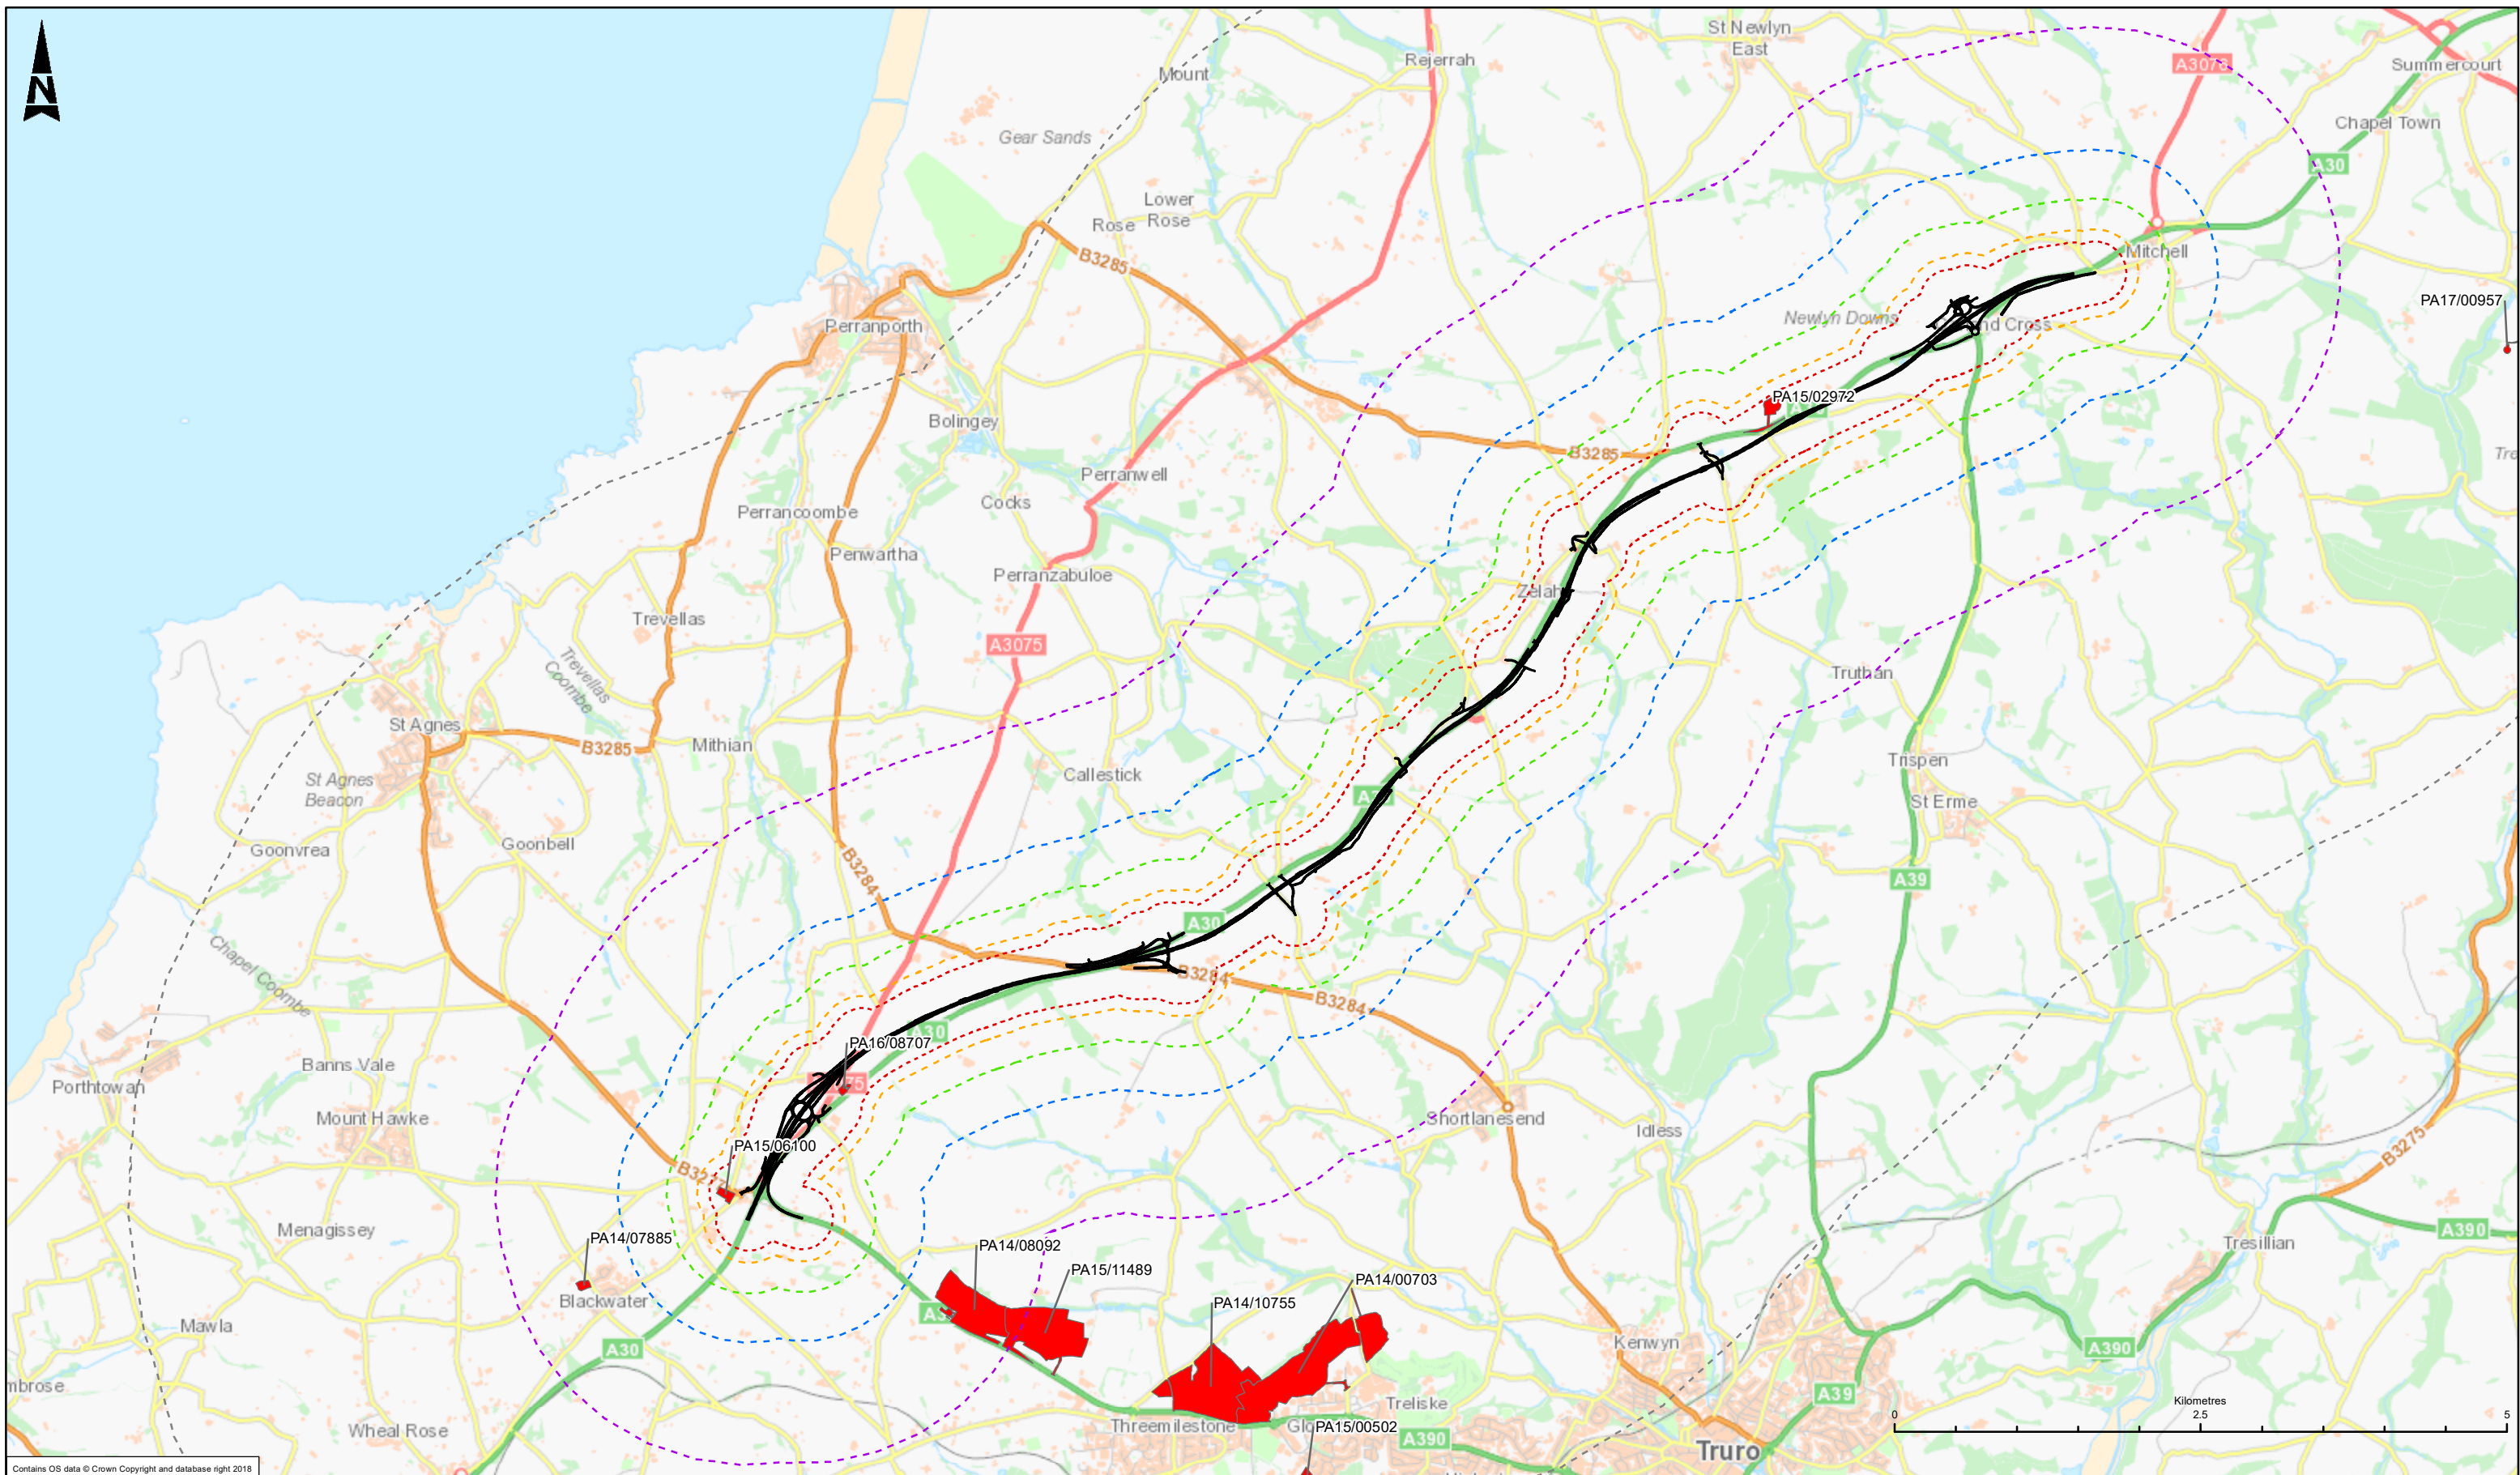 N
St Newlyn
East
Rejerrah
Mount
A3076
Summercourt
Gear Sands
Chapel Town
A30
Lower
Rose
Rose
B3285
Mitchell
Perranporth
Newlyn Downs
nd Cross
PA17/00957
PA15/02972
Bolingey
B3285
Perranwell
Cocks
Perrancoombe
Penwartha
Perranzabuloe
Zelah
Trevellas
A3075
Trevellas
Coombe
Truthan
St Agnes
B3285
Mithian
Trispen
St Agnes
Beacon
Callestick
St Erme
Goonvrea
Goonbell
B3284
A39
A30
Chapel Coombe
B3284
B3284
A30
PA16/08707
Banns Vale
Porthtowan
Mount Hawke
Shortlanesend
Idless
PA15/06100
B3275
Menagissey
PA14/07885
PA14/08092
PA15/11489
PA14/00703
PA14/10755
Tresillian
A390
Blackwater
Mawla
A30
Kenwyn
A390
mbrose
A39
Treliske
Wheal Rose
Threemilestone
PA15/00502
A390
Truro
Kilometres
0
2.5
5
Contains OS data © Crown Copyright and database right 2018